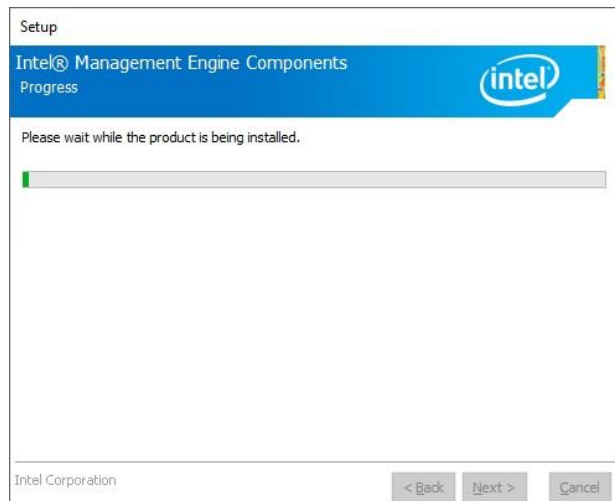 Setup
Intel® Management Engine Components
Progress
intel
Please wait while the product is being installed.
Intel Corporation
< Back Next > Cancel